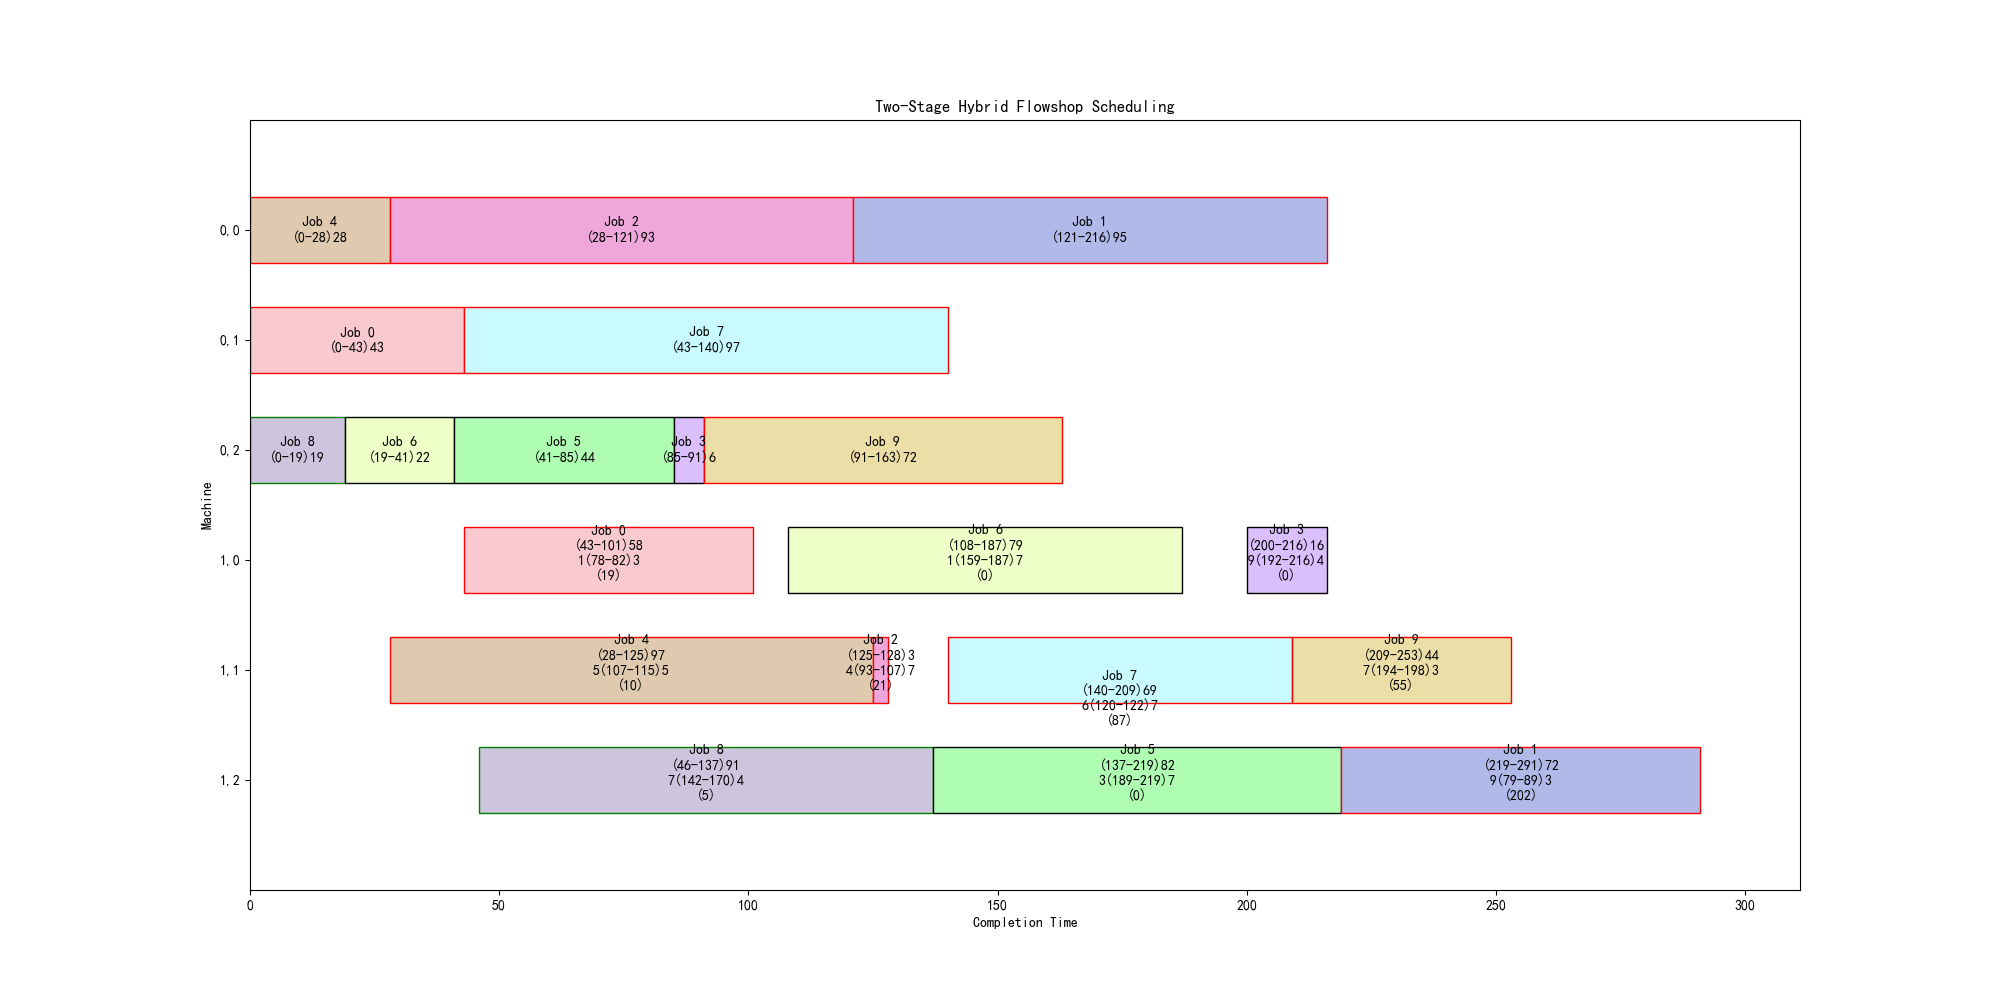 Two-Stage Hybrid Flowshop Scheduling
Machine
0,0
Job 4
(0-28)28
Job 2
(28-121)93
Job 1
(121-216)95
0,1
Job 0
(0-43)43
Job 7
(43-140)97
0,2
Job 8
(0-19)19
Job 6
(19-41)22
Job 5
(41-85)44
Job 3
(85-91)6
Job 9
(91-163)72
1,0
Job 0
(43-101)58
1(78-82)3
(19)
Job 6
(108-187)79
1(159-187)7
(0)
Job 3
(200-216)16
9(192-216)4
(0)
1,1
Job 4
(28-125)97
5(107-115)5
(10)
Job 2
(125-128)3
4(93-107)7
(21)
Job 7
(140-209)69
6(120-122)7
(87)
Job 9
(209-253)44
7(194-198)3
(55)
1,2
Job 8
(46-137)91
7(142-170)4
(5)
Job 5
(137-219)82
3(189-219)7
(0)
Job 1
(219-291)72
9(79-89)3
(202)
0
50
100
150
200
250
300
Completion Time